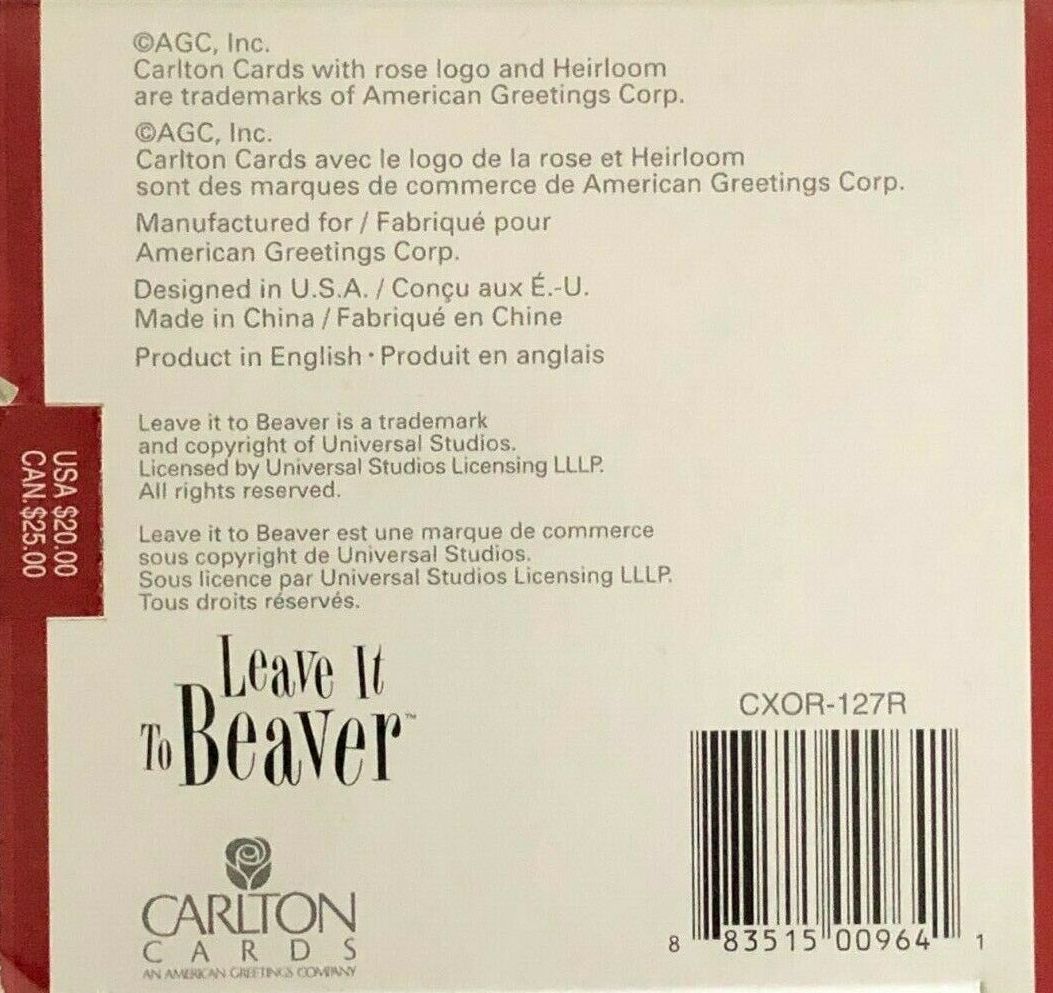 ©AGC, Inc.
Carlton Cards with rose logo and Heirloom
are trademarks of American Greetings Corp.
©AGC, Inc.
Carlton Cards avec le logo de la rose et Heirloom
sont des marques de commerce de American Greetings Corp.
Manufactured for / Fabriqué pour
American Greetings Corp.
Designed in U.S.A. / Conçu aux É.-U.
Made in China / Fabriqué en Chine
Product in English · Produit en anglais
Leave it to Beaver is a trademark
and copyright of Universal Studios.
Licensed by Universal Studios Licensing LLLP.
All rights reserved.
Leave it to Beaver est une marque de commerce
sous copyright de Universal Studios.
Sous licence par Universal Studios Licensing LLLP.
Tous droits réservés.
USA $20.00
CAN. $25.00
Leave It
To Beaver™
CARLTON
CARDS
AN AMERICAN GREETINGS COMPANY
CXOR-127R
8 83515 00964 1